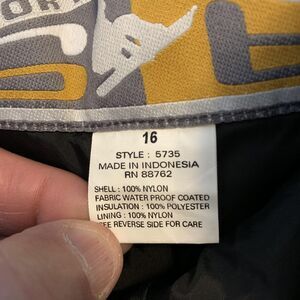 ORT
16
STYLE : 5735
MADE IN INDONESIA
RN 88762
SHELL : 100% NYLON
FABRIC WATER PROOF COATED
INSULATION : 100% POLYESTER
LINING : 100% NYLON
SEE REVERSE SIDE FOR CARE